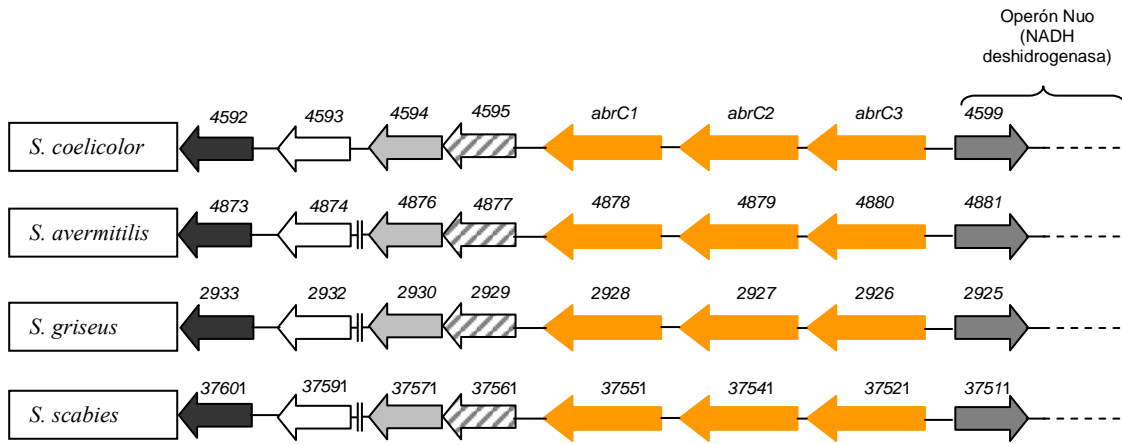 Operón Nuo
(NADH
deshidrogenasa)
4592 4593 4594 4595 abrC1 abrC2 abrC3 4599
S. coelicolor
4873 4874 4876 4877 4878 4879 4880 4881
S. avermitilis
2933 2932 2930 2929 2928 2927 2926 2925
S. griseus
37601 37591 37571 37561 37551 37541 37521 37511
S. scabies